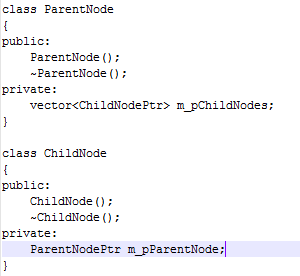 class ParentNode
{
public:
    ParentNode();
    ~ParentNode();
private:
    vector<ChildNodePtr> m_pChildNodes;
}

class ChildNode
{
public:
    ChildNode();
    ~ChildNode();
private:
    ParentNodePtr m_pParentNode;
}